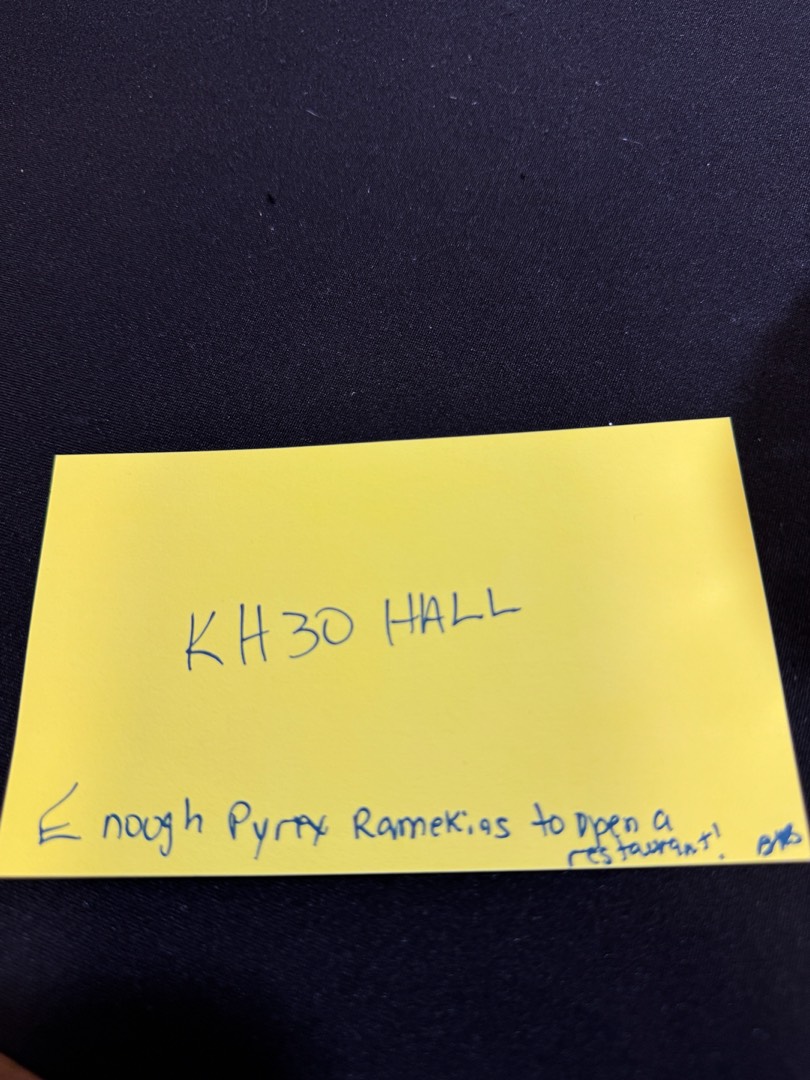 KH30 HALL
Enough Pyrex Ramekins to open a
restaurant!